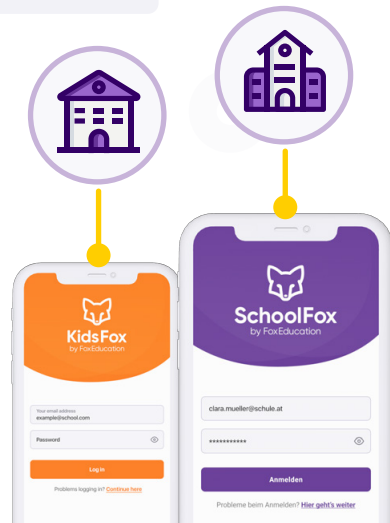 KidsFox
by FoxEducation
Your email address
example@school.com
Password
Log in
Problems logging in? Continue here
SchoolFox
by FoxEducation
clara.mueller@schule.at
***********
Anmelden
Probleme beim Anmelden? Hier geht's weiter